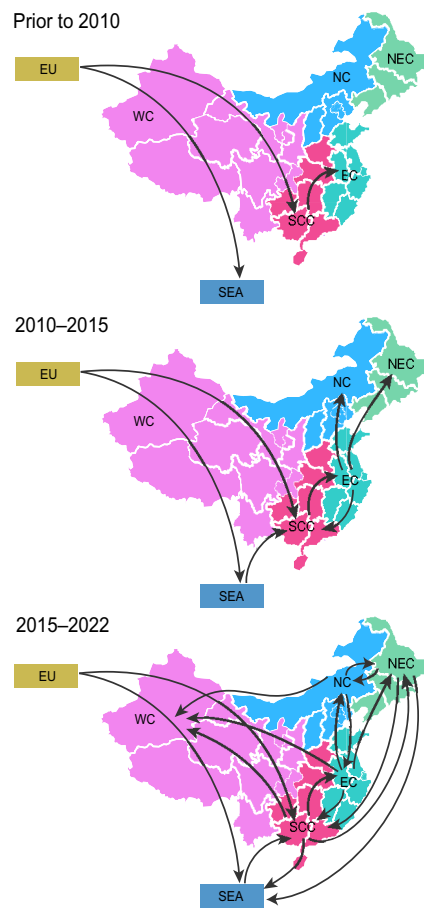 Prior to 2010
EU
NEC
NC
WC
EC
SCC
SEA
2010–2015
EU
NEC
NC
WC
EC
SCC
SEA
2015–2022
EU
NEC
NC
WC
EC
SCC
SEA